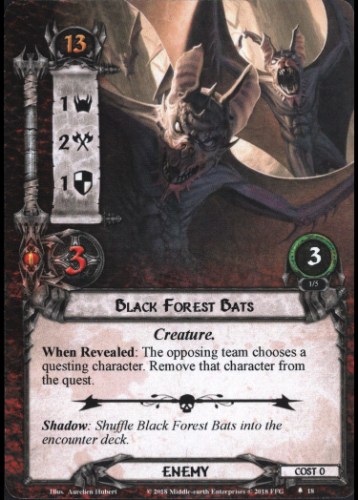 13
1
2
1
3
3
1/5
BLACK FOREST BATS
Creature.
When Revealed: The opposing team chooses a
questing character. Remove that character from
the quest.
Shadow: Shuffle Black Forest Bats into the
encounter deck.
ENEMY
COST 0
Illus. Aurelien Hubert
© 2018 Middle-earth Enterprises
2018 FFG
18